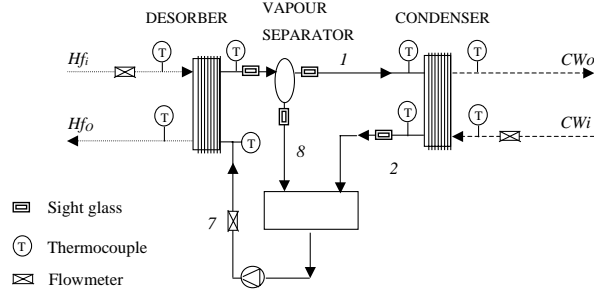 DESORBER
VAPOUR
SEPARATOR
CONDENSER
Hfi
T
T
1
T
T
CWo
Hfo
T
T
8
T
2
T
CWi
7
Sight glass
T Thermocouple
Flowmeter